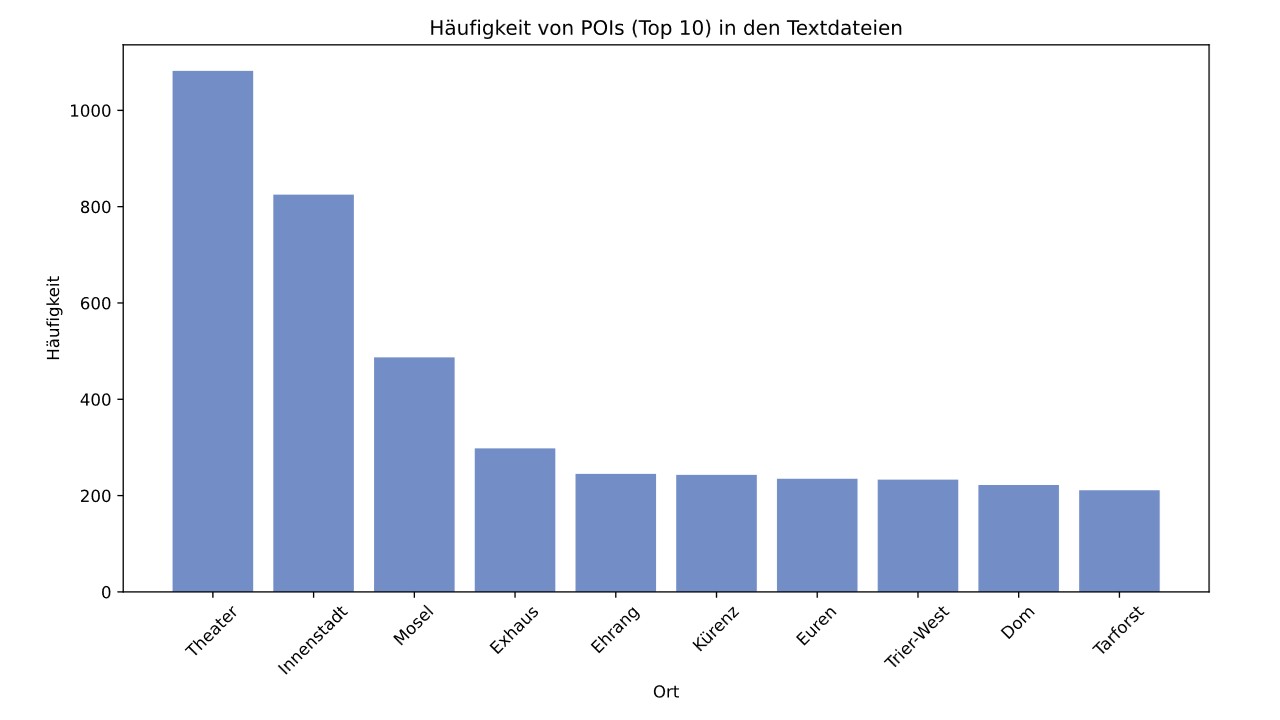 Häufigkeit von POIs (Top 10) in den Textdateien
Häufigkeit
1000
800
600
400
200
0
Theater
Innenstadt
Mosel
Exhaus
Ehrang
Kürenz
Euren
Trier-West
Dom
Tarforst
Ort